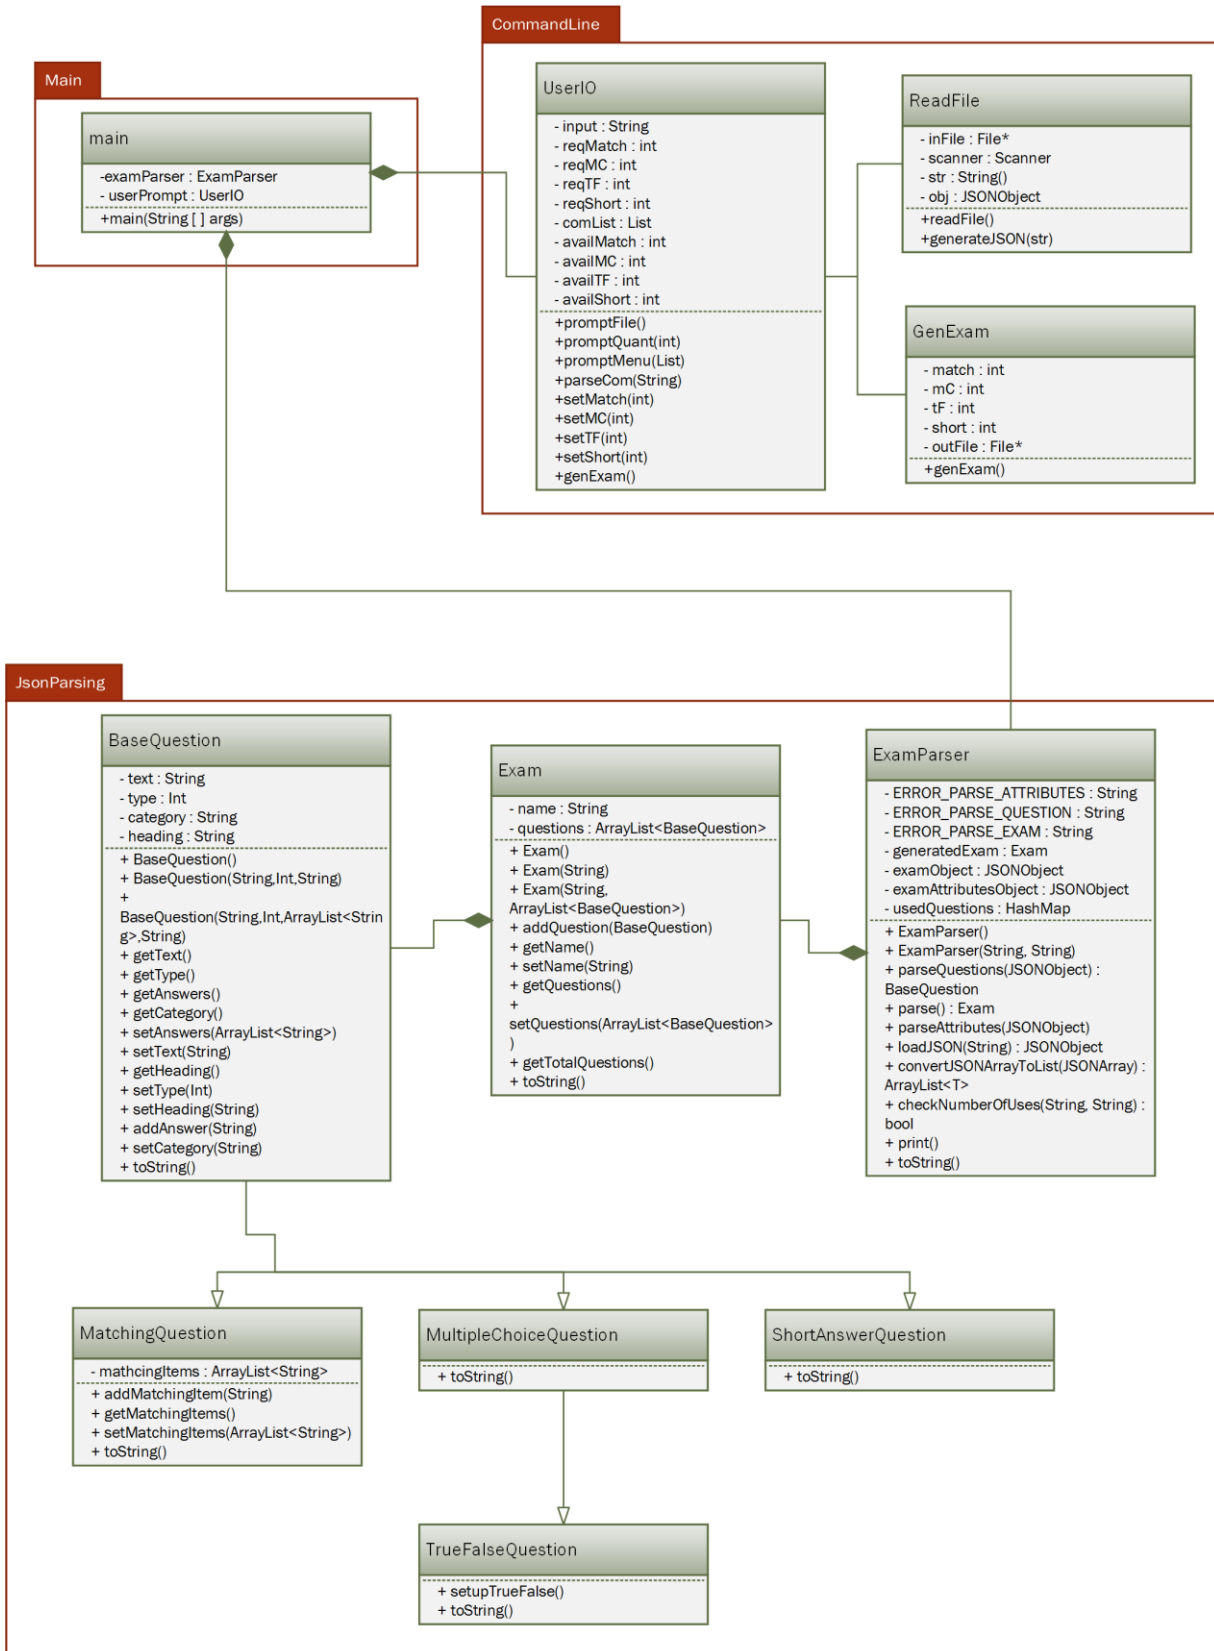 CommandLine
UserIO
- input : String
- reqMatch : int
- reqMC : int
- reqTF : int
- reqShort : int
- comList : List
- availMatch : int
- availMC : int
- availTF : int
- availShort : int
+promptFile()
+promptQuant(int)
+promptMenu(List)
+parseCom(String)
+setMatch(int)
+setMC(int)
+setTF(int)
+setShort(int)
+genExam()
ReadFile
- inFile : File*
- scanner : Scanner
- str : String()
- obj : JSONObject
+readFile()
+generateJSON(str)
GenExam
- match : int
- mC : int
- tF : int
- short : int
- outFile : File*
+genExam()
Main
main
-examParser : ExamParser
- userPrompt : UserIO
+main(String [ ] args)
JsonParsing
BaseQuestion
- text : String
- type : Int
- category : String
- heading : String
+ BaseQuestion()
+ BaseQuestion(String,Int,String)
+
BaseQuestion(String,Int,ArrayList<Strin
g>,String)
+ getText()
+ getType()
+ getAnswers()
+ getCategory()
+ setAnswers(ArrayList<String>)
+ setText(String)
+ getHeading()
+ setType(Int)
+ setHeading(String)
+ addAnswer(String)
+ setCategory(String)
+ toString()
Exam
- name : String
- questions : ArrayList<BaseQuestion>
+ Exam()
+ Exam(String)
+ Exam(String,
ArrayList<BaseQuestion>)
+ addQuestion(BaseQuestion)
+ getName()
+ setName(String)
+ getQuestions()
+
setQuestions(ArrayList<BaseQuestion>
)
+ getTotalQuestions()
+ toString()
ExamParser
- ERROR_PARSE_ATTRIBUTES : String
- ERROR_PARSE_QUESTION : String
- ERROR_PARSE_EXAM : String
- generatedExam : Exam
- examObject : JSONObject
- examAttributesObject : JSONObject
- usedQuestions : HashMap
+ ExamParser()
+ ExamParser(String, String)
+ parseQuestions(JSONObject) :
BaseQuestion
+ parse() : Exam
+ parseAttributes(JSONObject)
+ loadJSON(String) : JSONObject
+ convertJSONArrayToList(JSONArray) :
ArrayList<T>
+ checkNumberOfUses(String, String) :
bool
+ print()
+ toString()
MatchingQuestion
- mathcingItems : ArrayList<String>
+ addMatchingItem(String)
+ getMatchingItems()
+ setMatchingItems(ArrayList<String>)
+ toString()
MultipleChoiceQuestion
+ toString()
ShortAnswerQuestion
+ toString()
TrueFalseQuestion
+ setupTrueFalse()
+ toString()